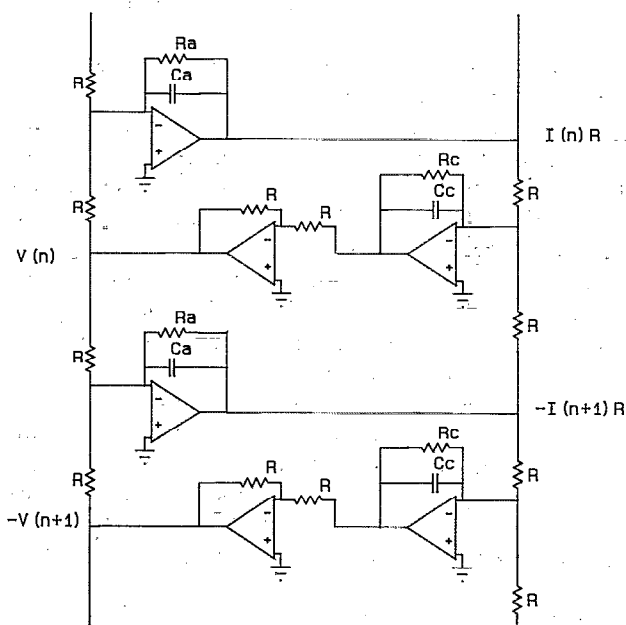 Ra
R
Ca
−
+
I(n)R
R
Rc
R
Cc
R
R
−
−
+
+
V(n)
Ra
R
R
Ca
−
+
-I(n+1)R
Rc
R
R
Cc
R
R
−
−
+
+
-V(n+1)
R